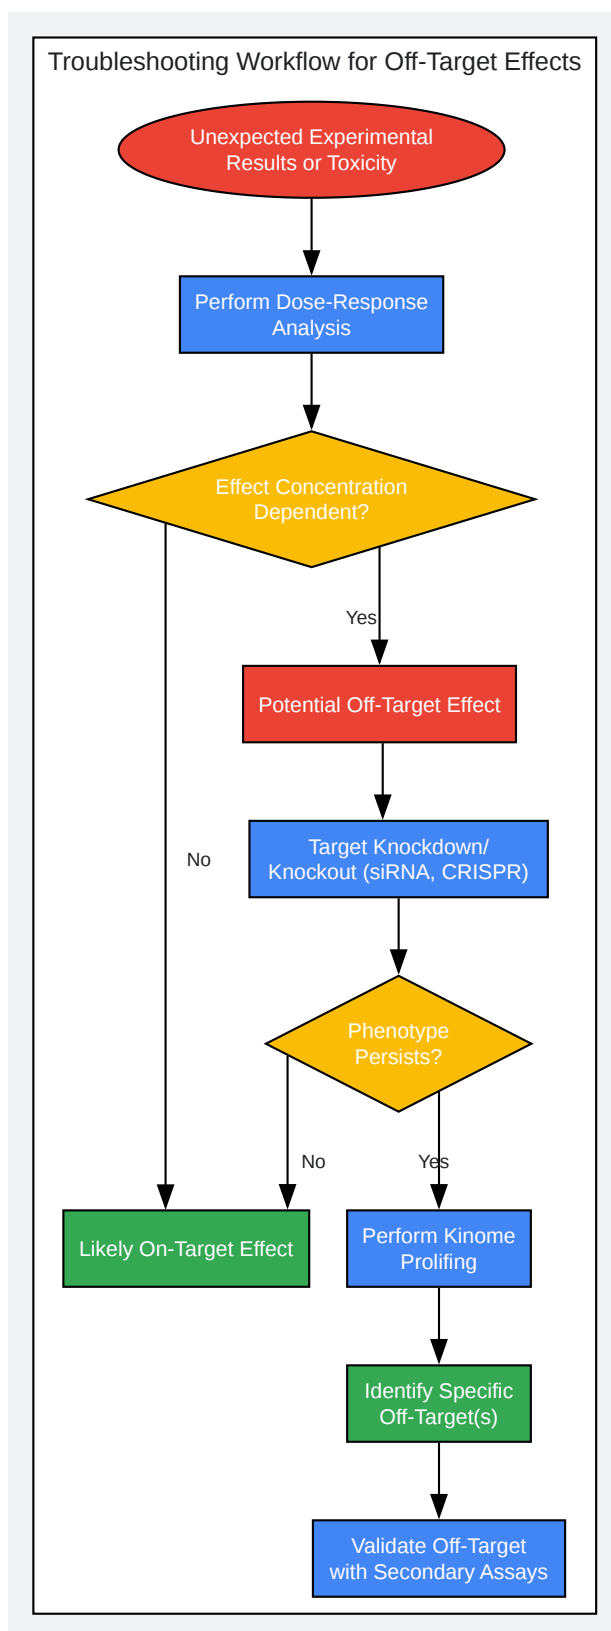 Troubleshooting Workflow for Off-Target Effects
Unexpected Experimental
Results or Toxicity
Perform Dose-Response
Analysis
Effect Concentration
Dependent?
Yes
Potential Off-Target Effect
No
Target Knockdown/
Knockout (siRNA, CRISPR)
Phenotype
Persists?
No
Yes
Likely On-Target Effect
Perform Kinome
Prolifing
Identify Specific
Off-Target(s)
Validate Off-Target
with Secondary Assays